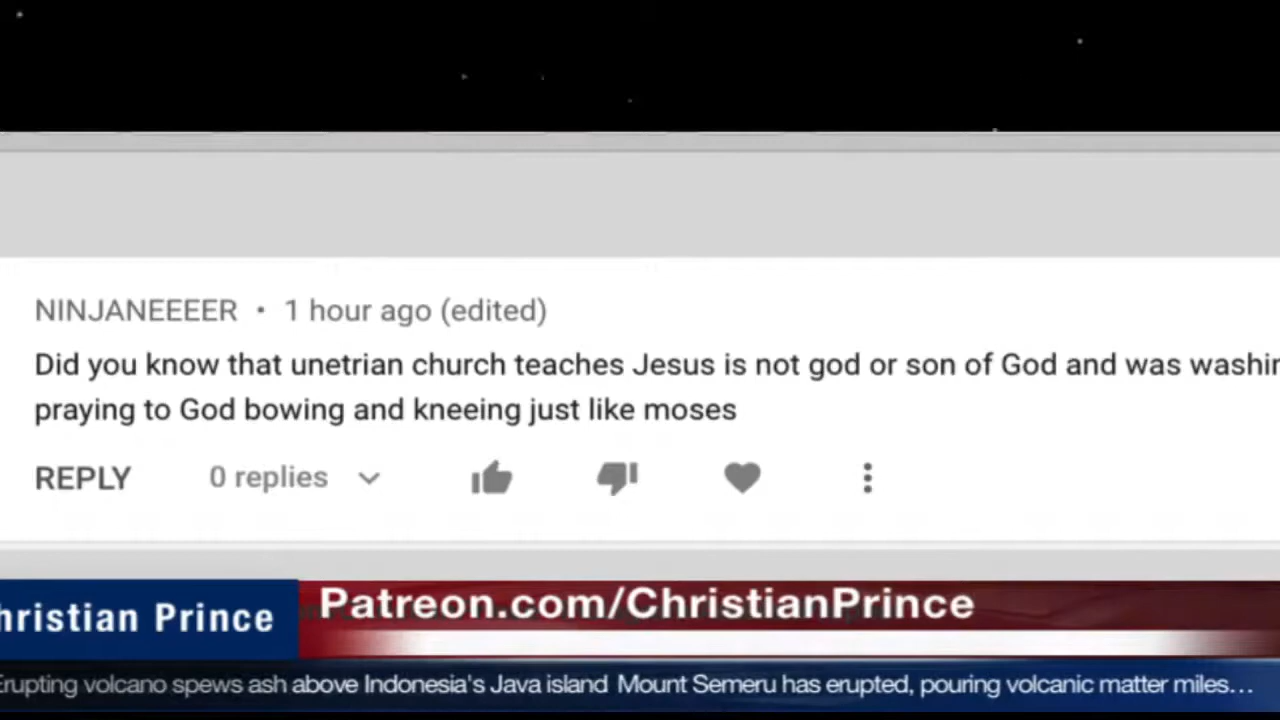 NINJANEEEER • 1 hour ago (edited)
Did you know that unetrian church teaches Jesus is not god or son of God and was
praying to God bowing and kneeing just like moses
REPLY 0 replies
Prince
Patreon.com/ChristianPrince
Erupting volcano spews ash above Indonesia's Java island Mount Semeru has erupted, pouring volcanic matter miles...